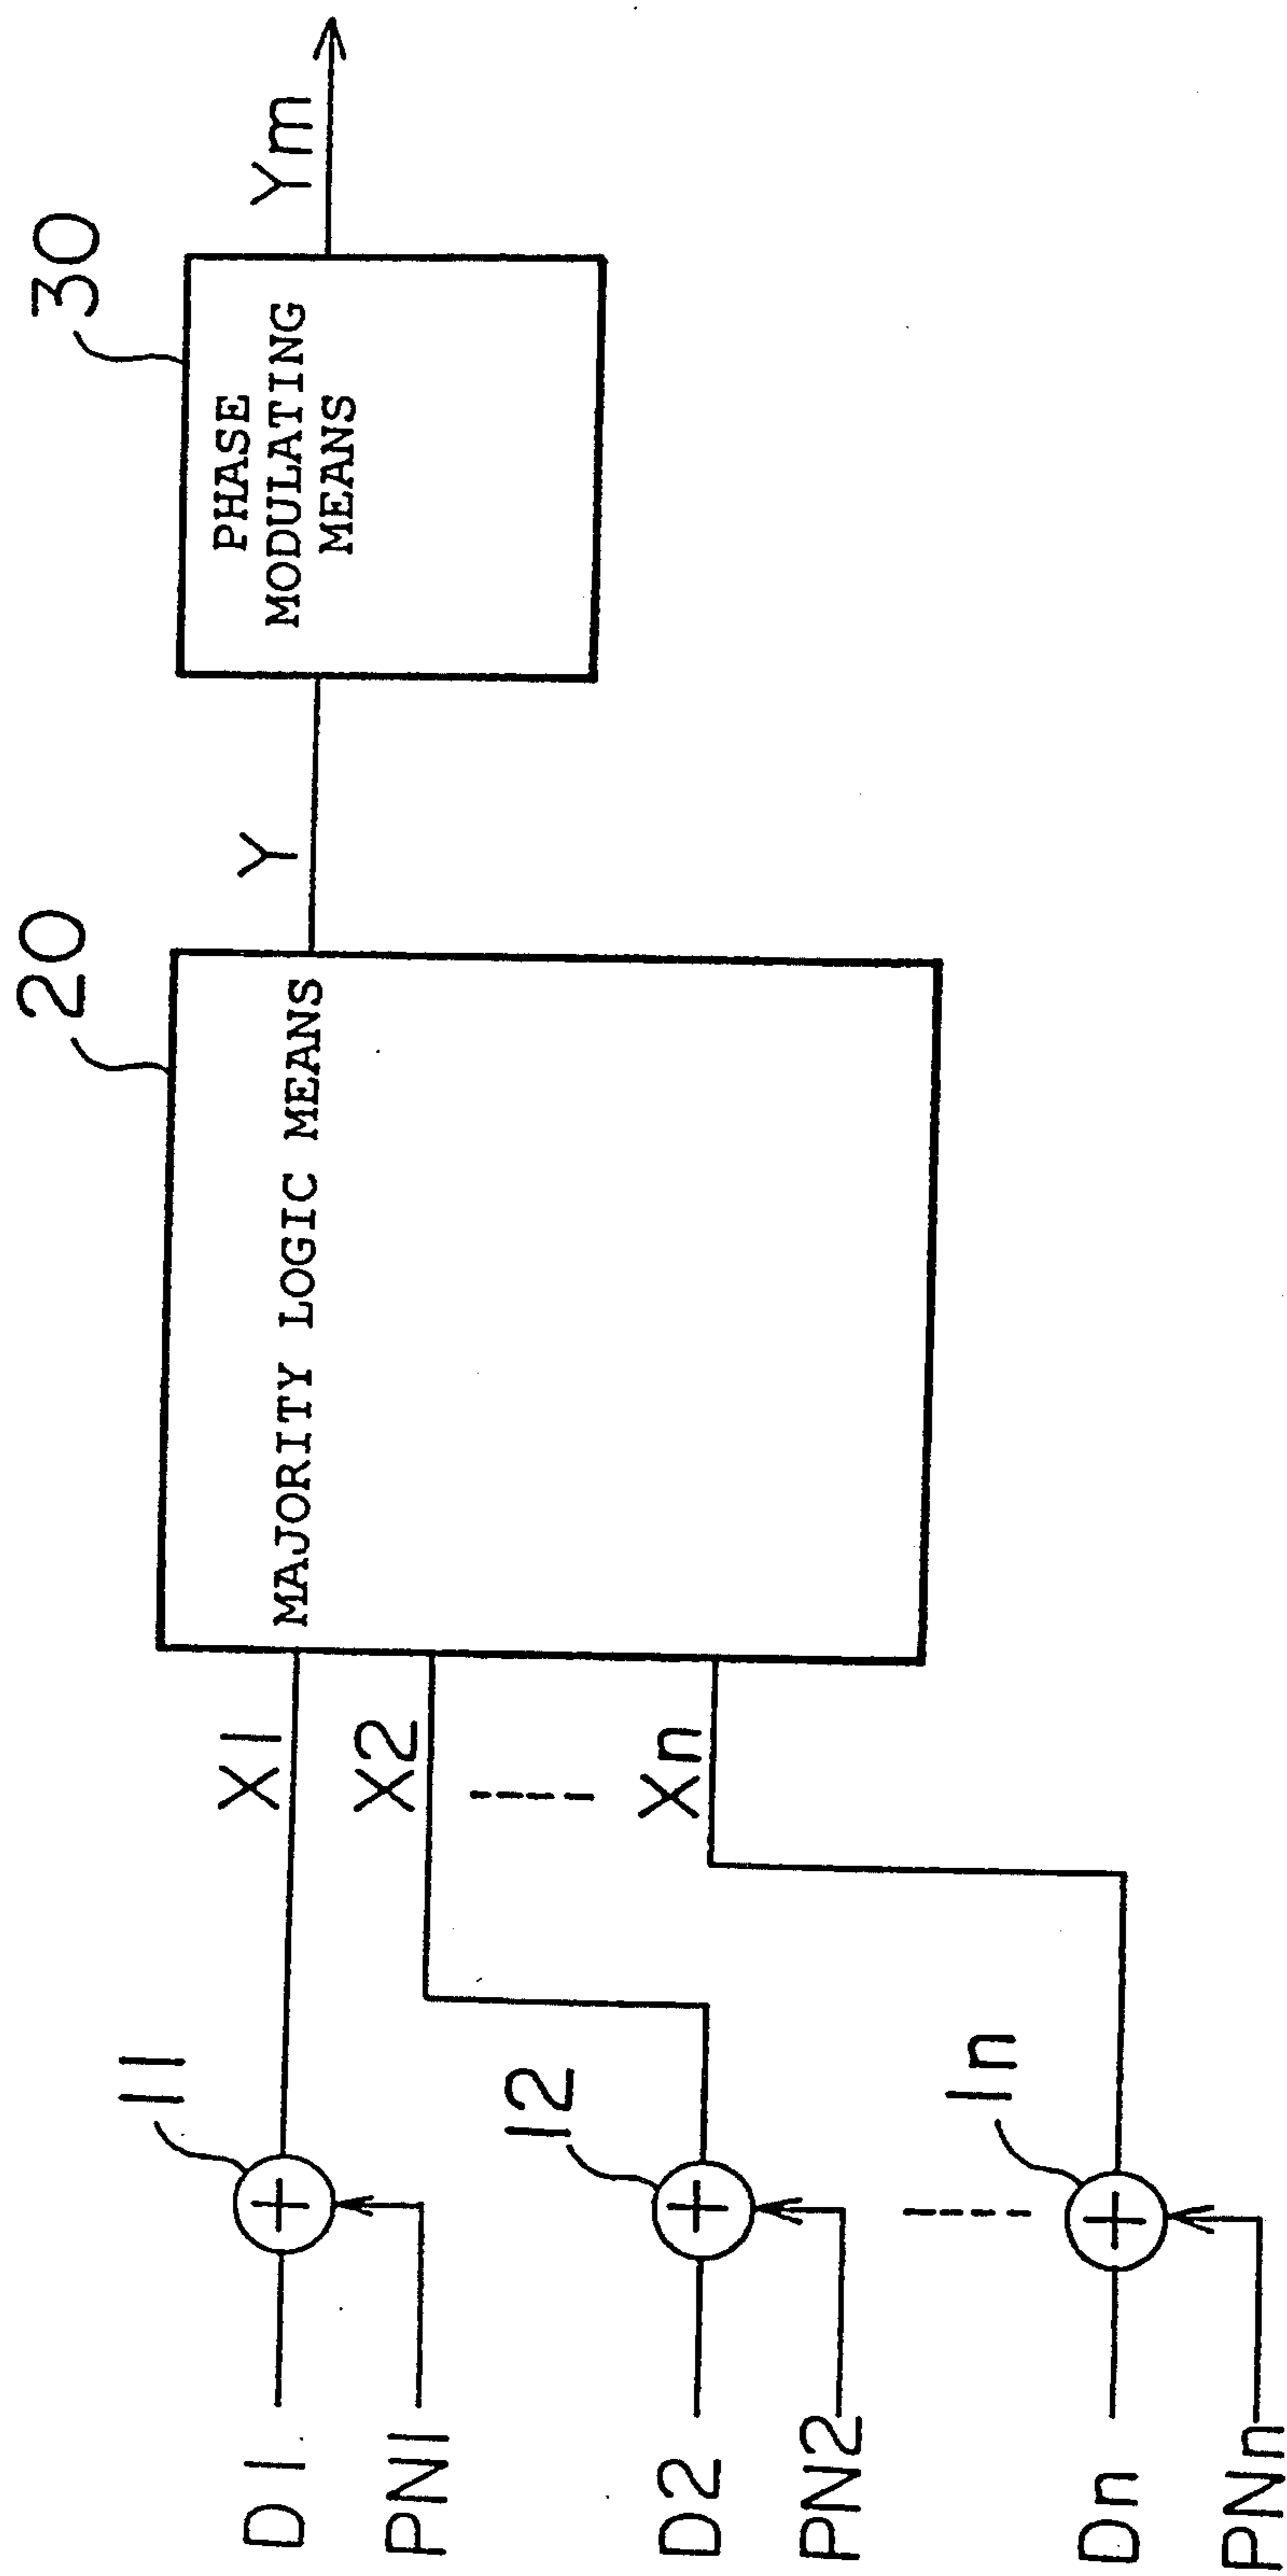 20
30
MAJORITY LOGIC MEANS
PHASE
MODULATING
MEANS
11
D1
X1
Y
Ym
PN1
X2
12
D2
PN2
Xn
1n
Dn
PNn